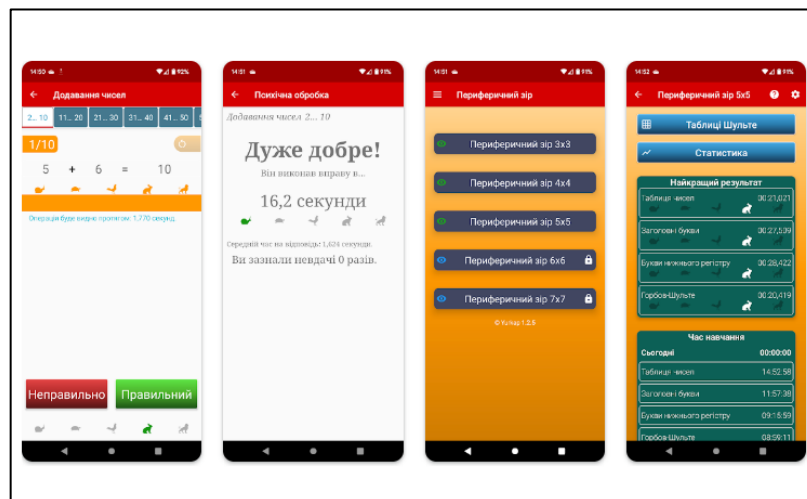 14:50
92%
Додавання чисел
2... 10
11... 20
21... 30
31... 40
41... 50
1/10
5 + 6 = 10
Операція буде видно протягом: 1,770 секунд.
Неправильно
Правильний
14:51
91%
Психічна обробка
Додавання чисел 2... 10
Дуже добре!
Він виконав вправу в...
16,2 секунди
Середній час на відповідь: 1,624 секунди.
Ви зазнали невдачі 0 разів.
14:51
91%
Периферичний зір
Периферичний зір 3x3
Периферичний зір 4x4
Периферичний зір 5x5
Периферичний зір 6x6
Периферичний зір 7x7
14:52
91%
Периферичний зір 5x5
Таблиці Шульте
Статистика
Найкращий результат
Таблиця чисел 00:21,021
Заголовні букви 00:27,539
Букви нижнього регістру 00:28,422
Горбов-Шульте 00:20,419
Час навчання
Сьогодні 00:00:00
Таблиця чисел 14:52:58
Заголовні букви 11:57:38
Букви нижнього регістру 09:15:59
Горбов-Шульте 08:59:11